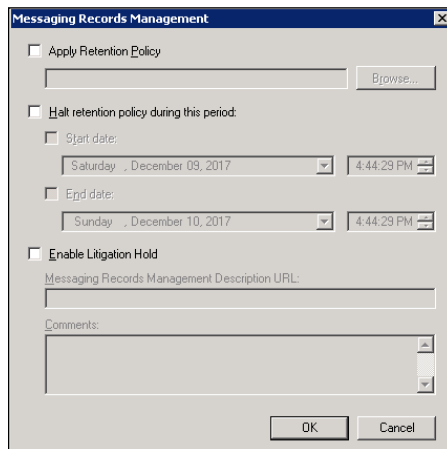 Messaging Records Management
Apply Retention Policy
Browse...
Halt retention policy during this period:
Start date:
Saturday , December 09, 2017 4:44:29 PM
End date:
Sunday , December 10, 2017 4:44:29 PM
Enable Litigation Hold
Messaging Records Management Description URL:
Comments:
OK Cancel